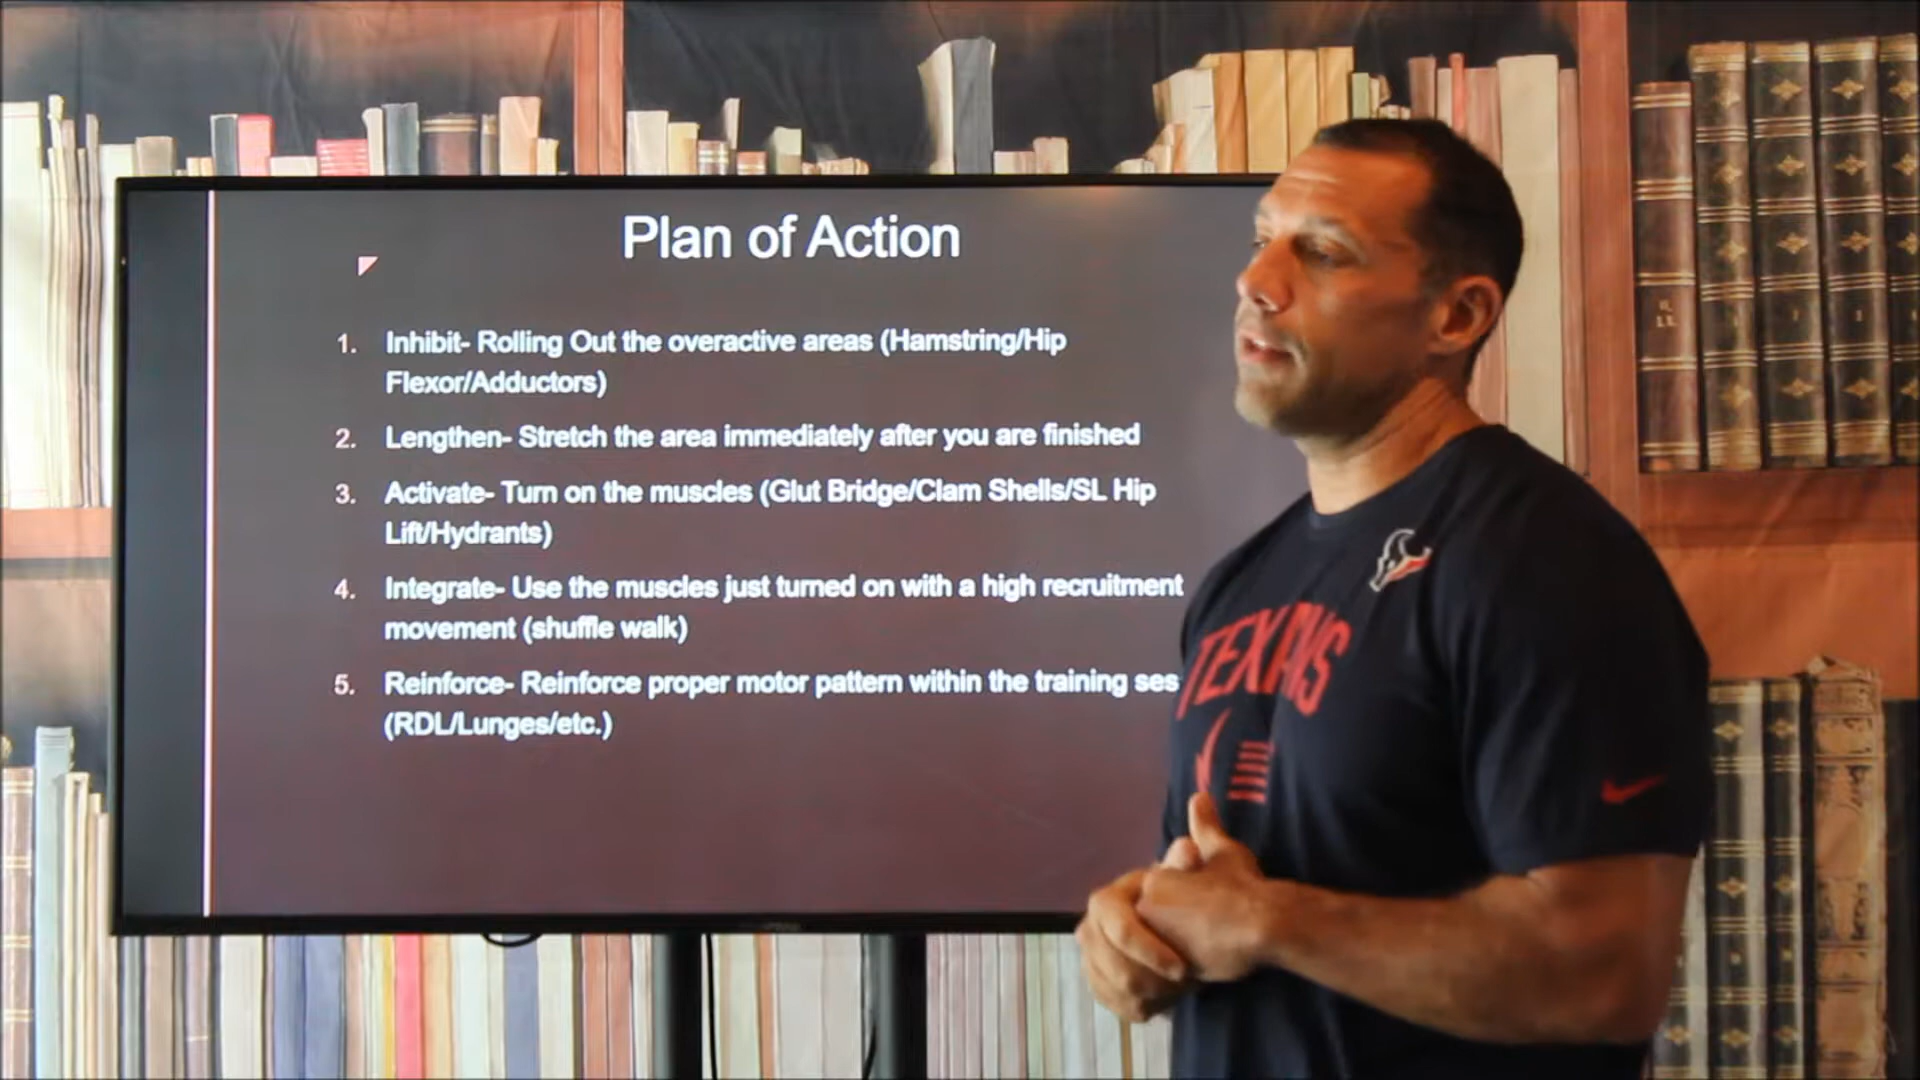 Plan of Action
1. Inhibit- Rolling Out the overactive areas (Hamstring/Hip
Flexor/Adductors)
2. Lengthen- Stretch the area immediately after you are finished
3. Activate- Turn on the muscles (Glut Bridge/Clam Shells/SL Hip
Lift/Hydrants)
4. Integrate- Use the muscles just turned on with a high recruitment
movement (shuffle walk)
5. Reinforce- Reinforce proper motor pattern within the training ses
(RDL/Lunges/etc.)
TEXANS